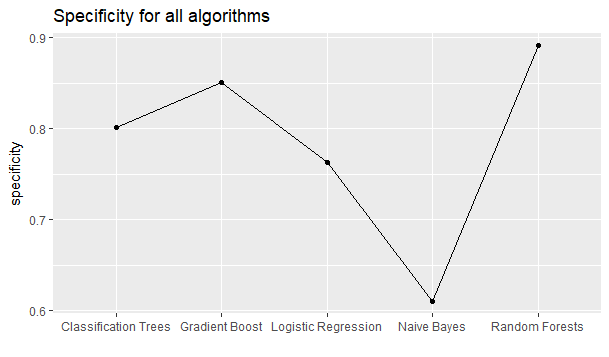 Specificity for all algorithms
0.9
0.8
0.7
0.6
specificity
Classification Trees Gradient Boost Logistic Regression Naive Bayes Random Forests